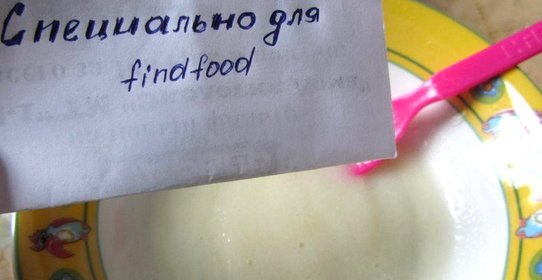 Специально для
findfood